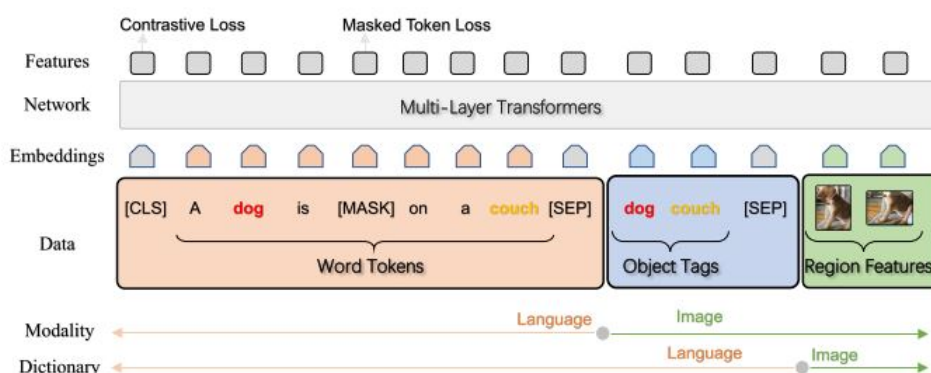 Contrastive Loss Masked Token Loss
Features
Network Multi-Layer Transformers
Embeddings
[CLS] A dog is [MASK] on a couch [SEP] dog couch [SEP]
Data
Word Tokens Object Tags Region Features
Language Image
Modality
Language Image
Dictionary